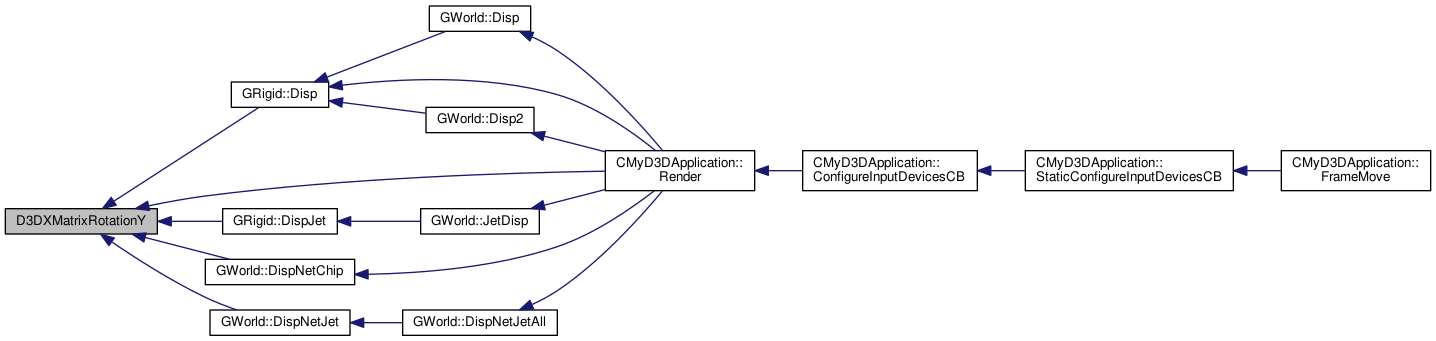 GWorld::Disp
GRigid::Disp
GWorld::Disp2
CMyD3DApplication::
Render
CMyD3DApplication::
ConfigureInputDevicesCB
CMyD3DApplication::
StaticConfigureInputDevicesCB
CMyD3DApplication::
FrameMove
D3DXMatrixRotationY
GRigid::DispJet
GWorld::JetDisp
GWorld::DispNetChip
GWorld::DispNetJet
GWorld::DispNetJetAll